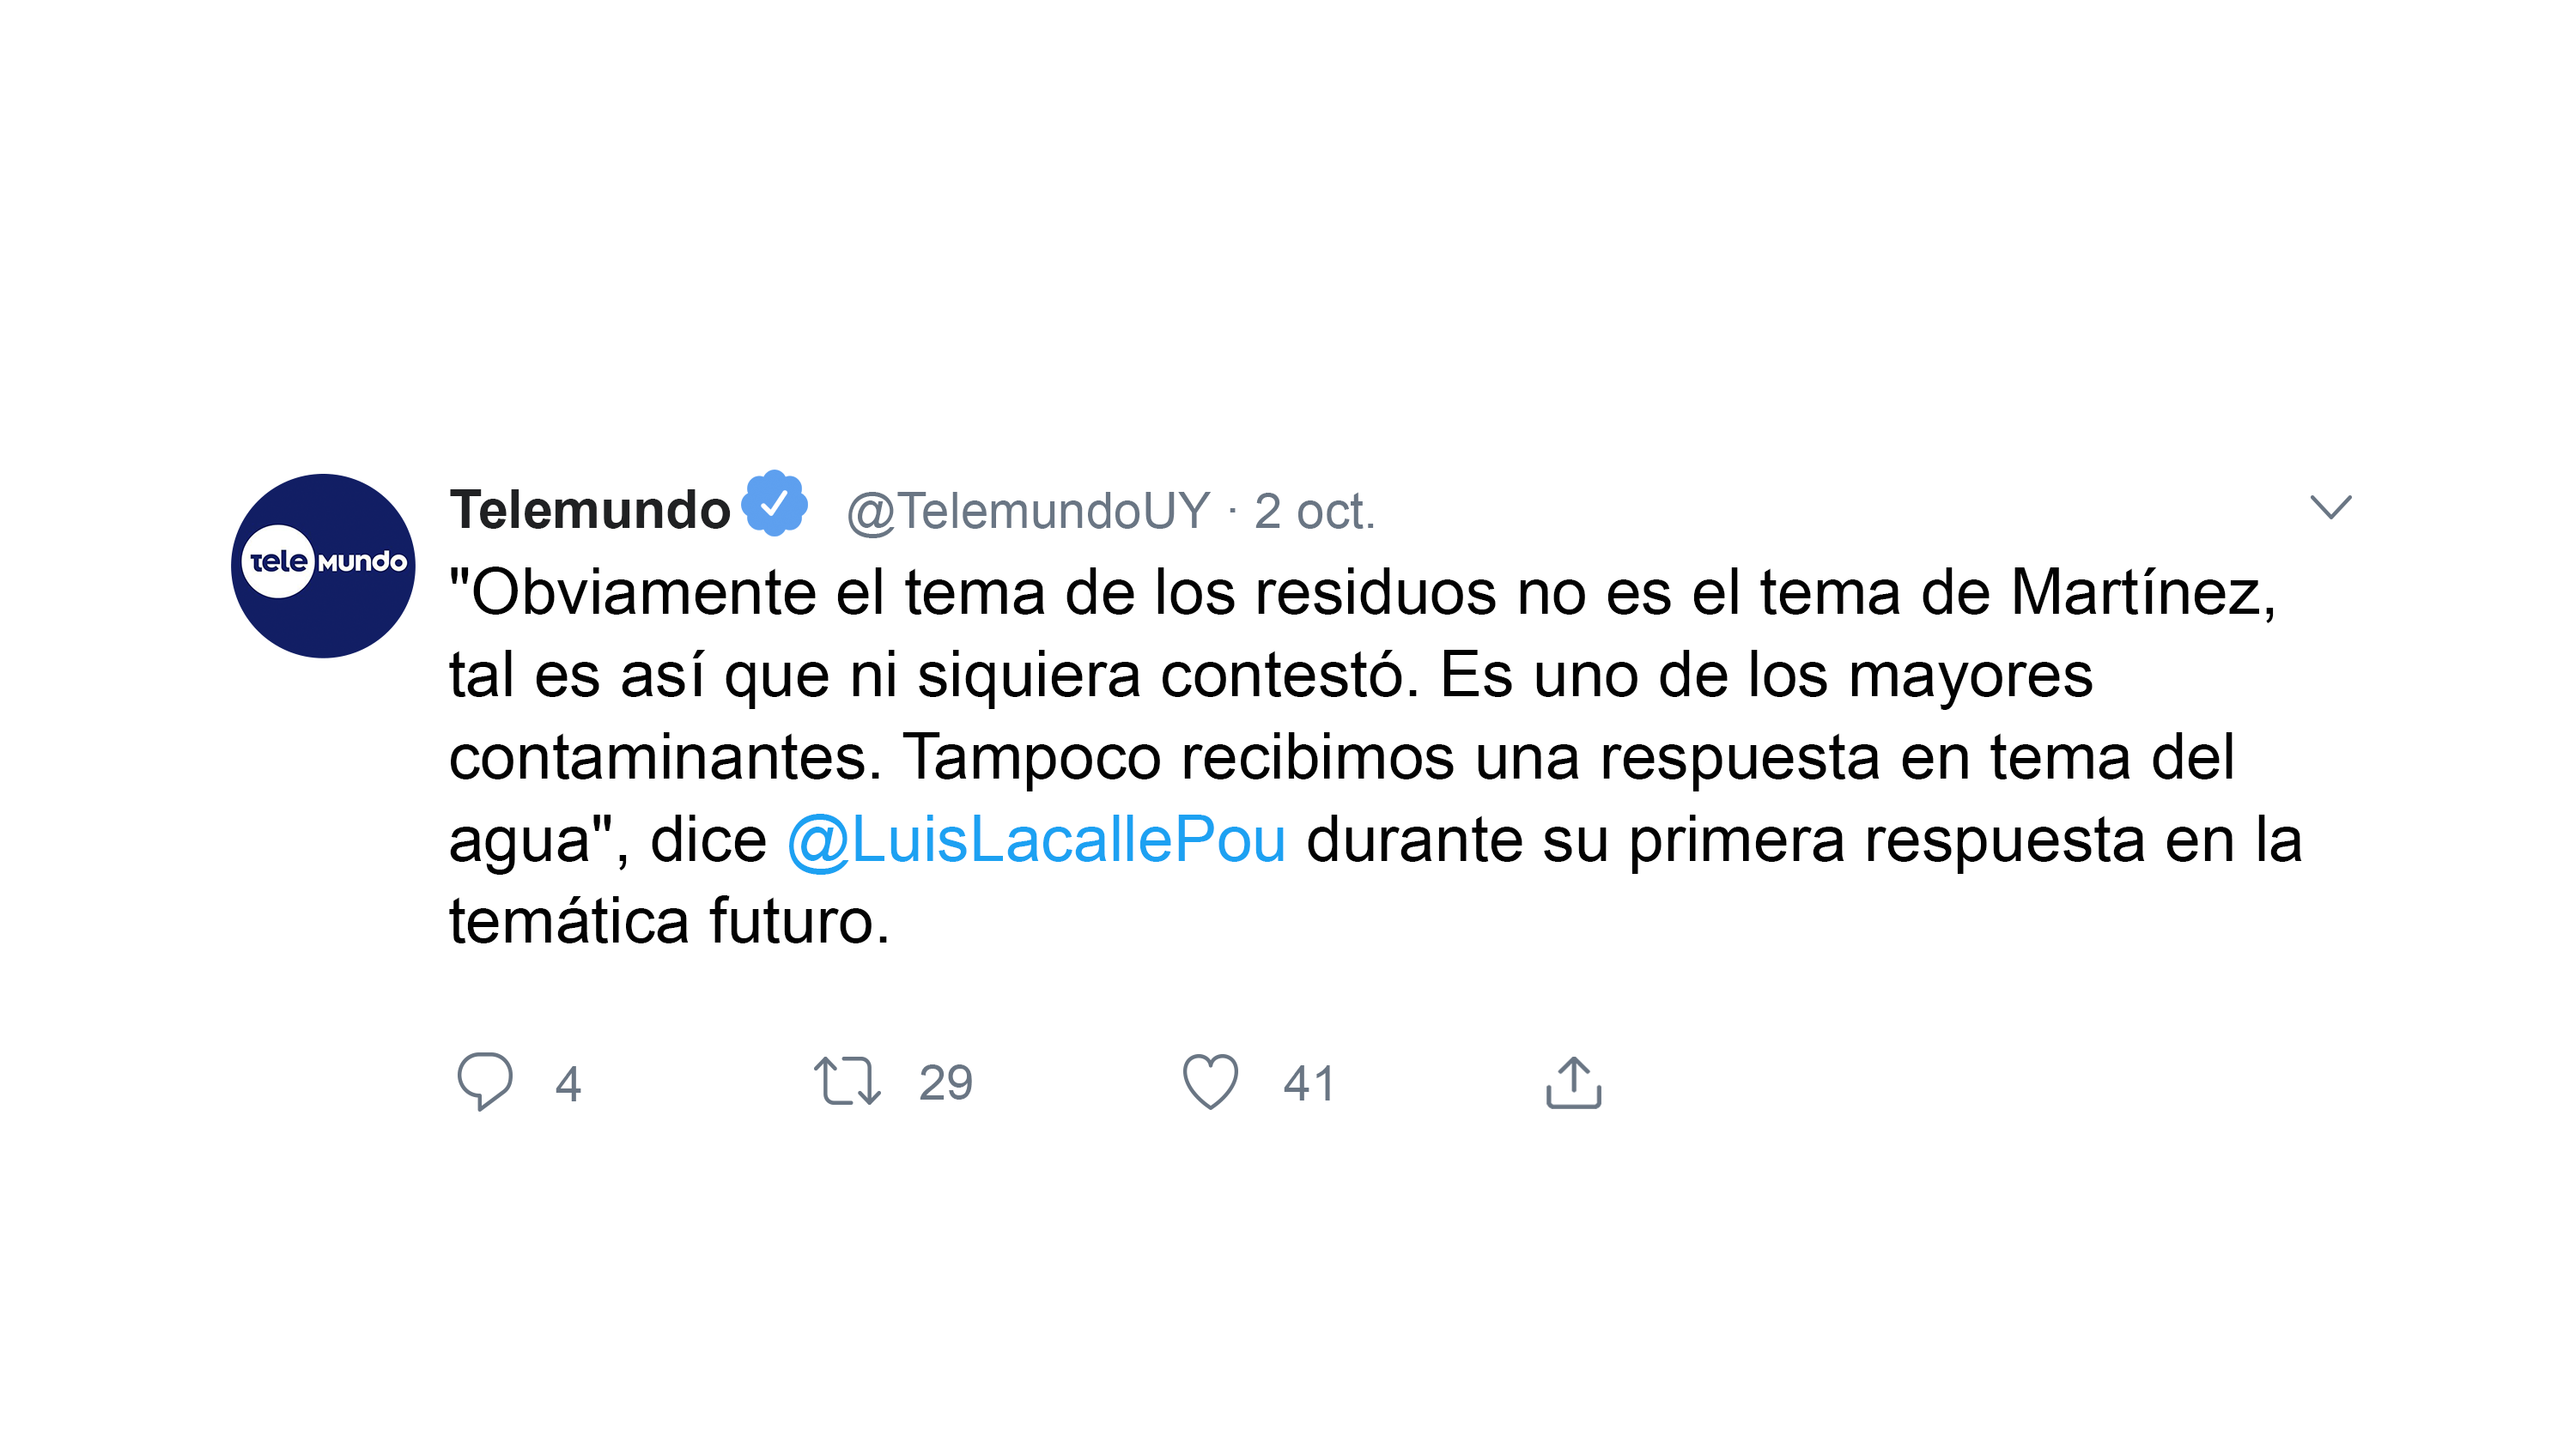 tele mundo
Telemundo @TelemundoUY · 2 oct.
"Obviamente el tema de los residuos no es el tema de Martínez,
tal es así que ni siquiera contestó. Es uno de los mayores
contaminantes. Tampoco recibimos una respuesta en tema del
agua", dice @LuisLacallePou durante su primera respuesta en la
temática futuro.
4 29 41